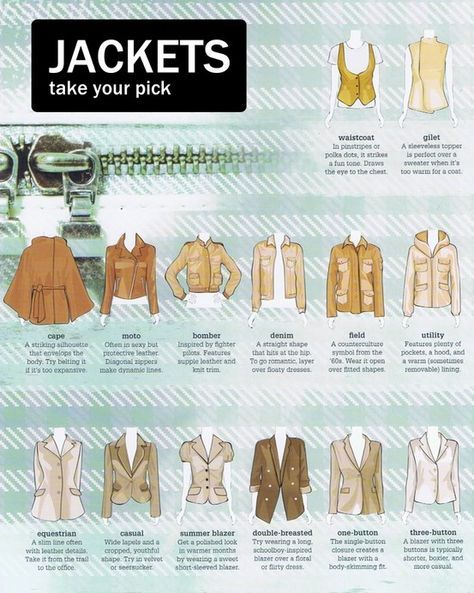 JACKETS
take your pick
waistcoat
In pinstripes or
polka dots, it strikes
a fun tone. Draws
the eye to the chest.
gilet
A sleeveless topper
is perfect over a
sweater when it's
too warm for a coat.
cape
A striking silhouette
that envelops the
body. Try belting it
if it's too expansive.
moto
Often in sexy but
protective leather.
Diagonal zippers
make dynamic lines.
bomber
Inspired by fighter
pilots. Features
supple leather and
knit trim.
denim
A straight shape
that hits at the hip.
To go romantic, layer
over floaty dresses.
field
A counterculture
symbol from the
'60s. Wear it open
over fitted shapes.
utility
Features plenty of
pockets, a hood, and
a warm (sometimes
removable) lining.
equestrian
A slim line often
with leather details.
Take it from the trail
to the office.
casual
Wide lapels and a
cropped, youthful
shape. Try in velvet
or seersucker.
summer blazer
Get a polished look
in warmer months
by wearing a sweet
short-sleeved blazer.
double-breasted
Try wearing a long,
schoolboy-inspired
blazer over a floral
or flirty dress.
one-button
The single-button
closure creates a
blazer with a
body-skimming fit.
three-button
A blazer with three
buttons is typically
shorter, boxier, and
more casual.